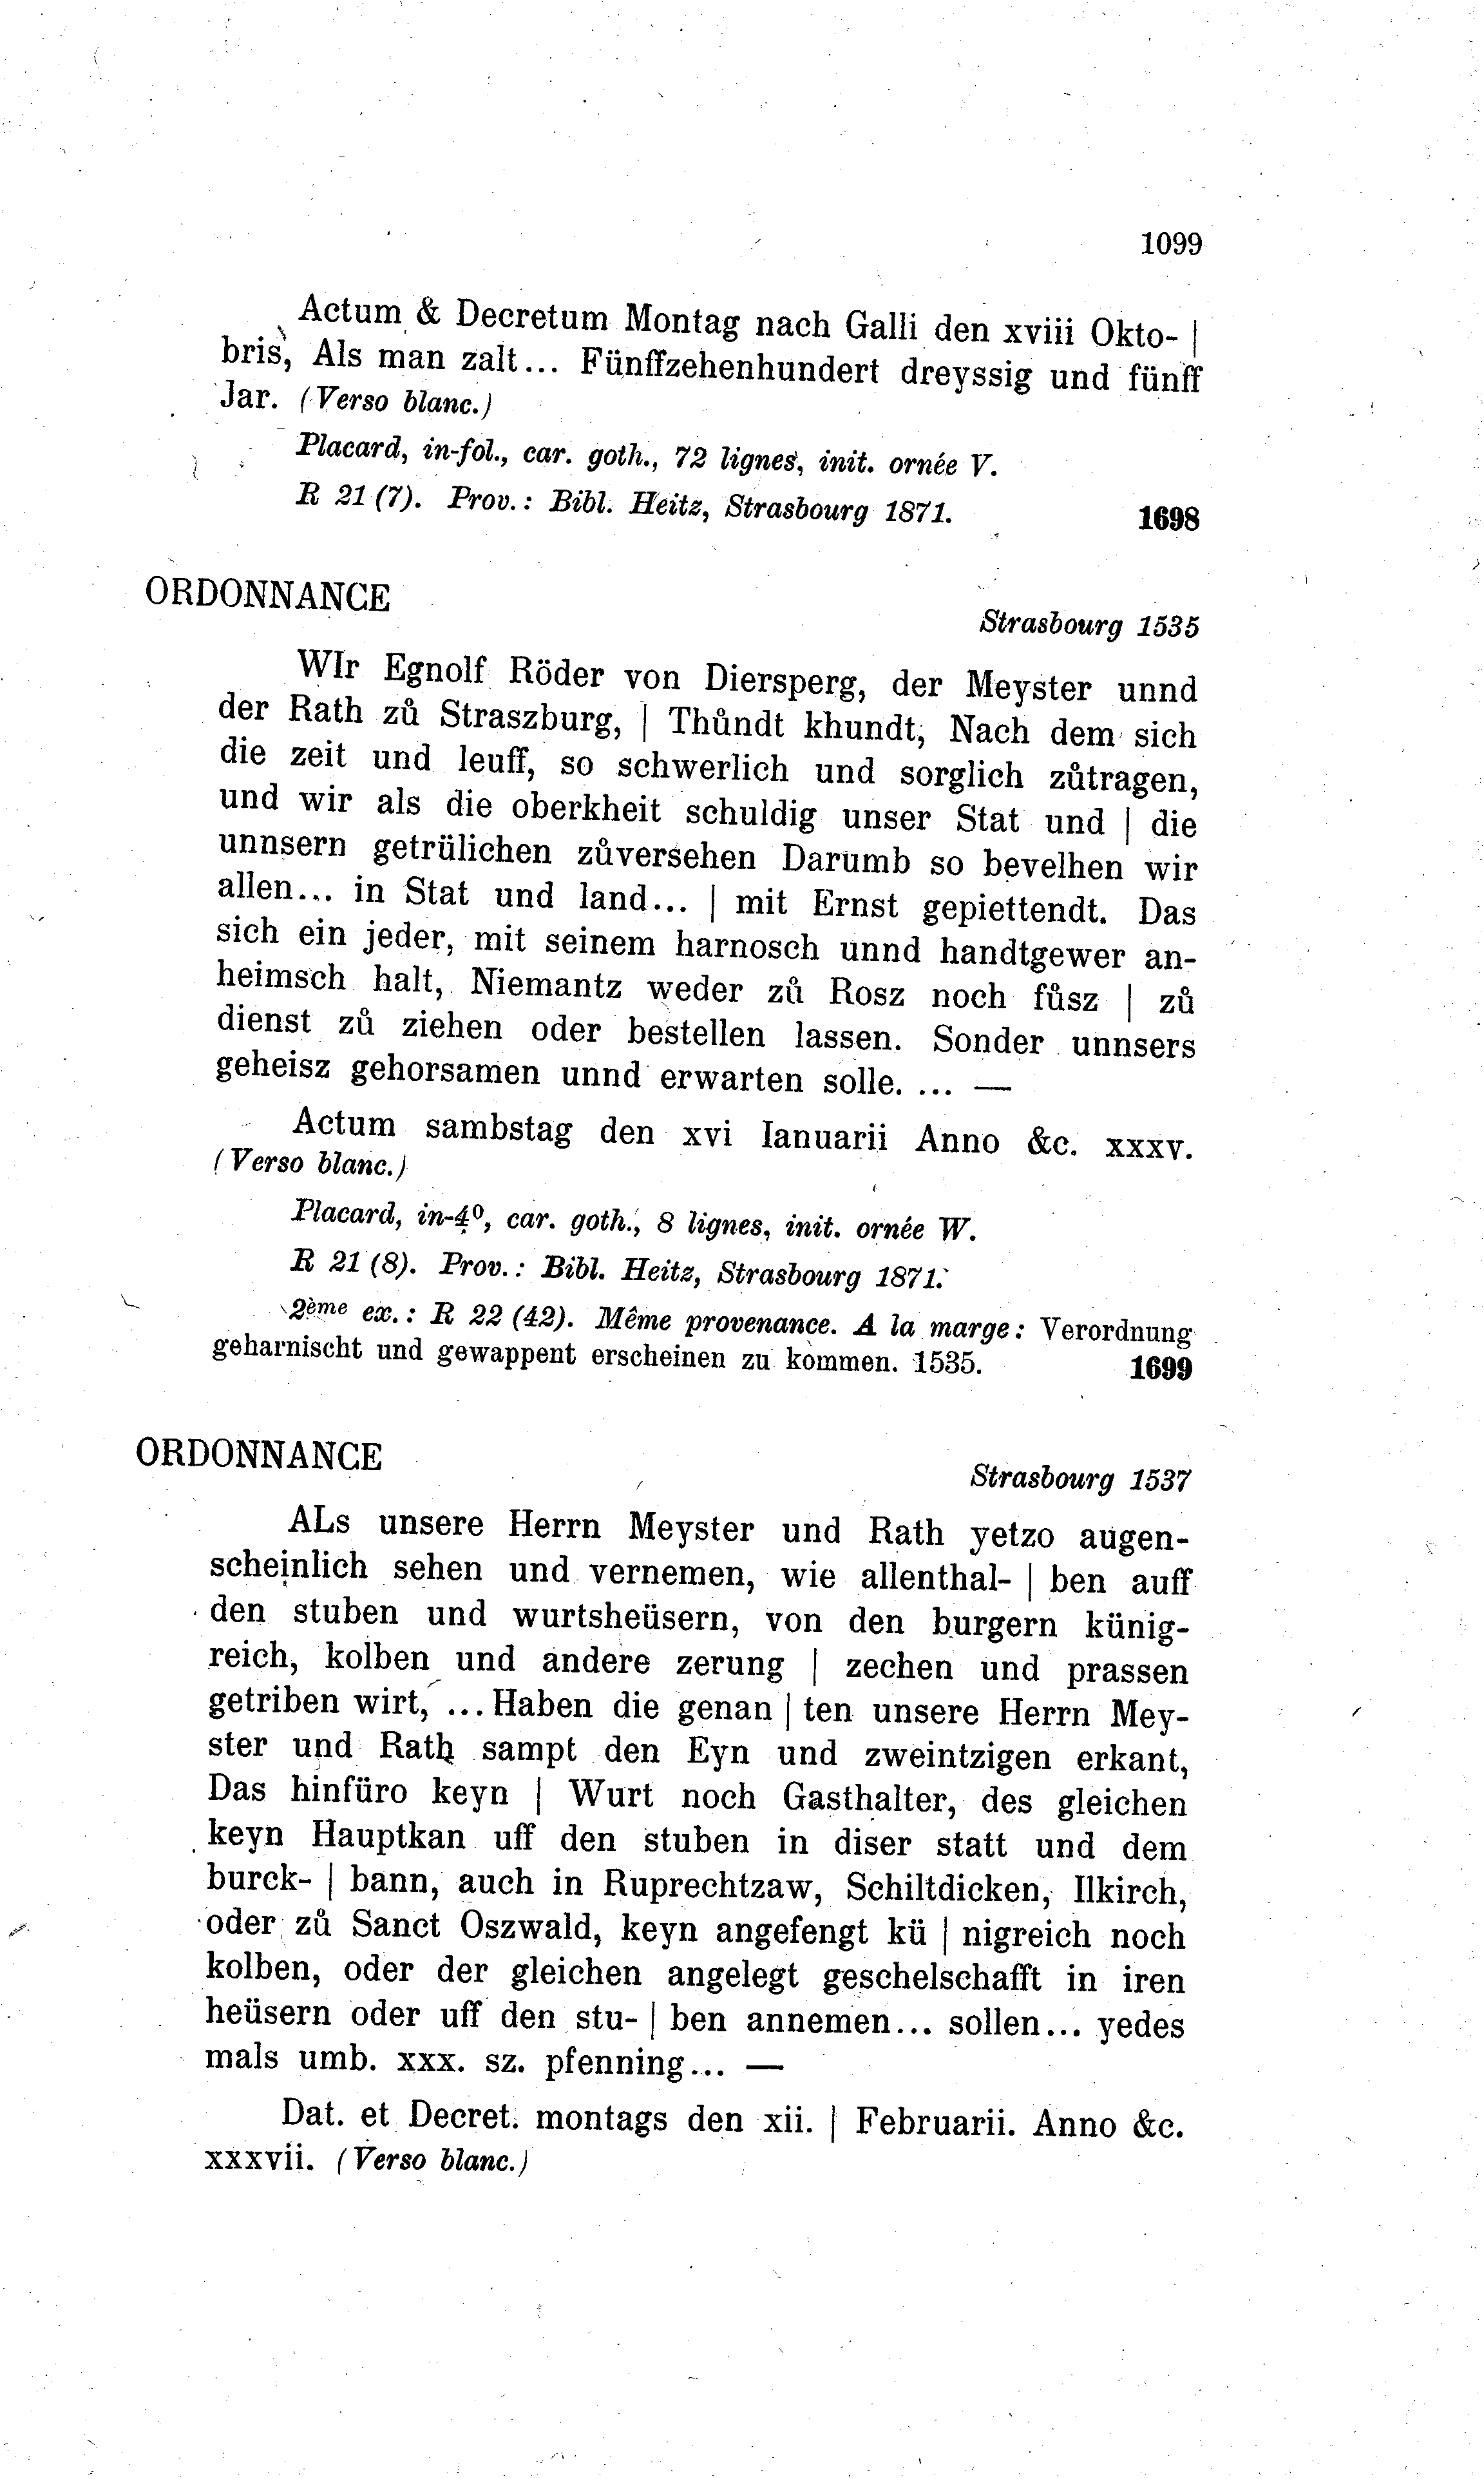 1099
Actum & Decretum Montag nach Galli den xviii Okto- |
bris, Als man zalt... Fünffzehenhundert dreyssig und fünff
Jar. (Verso blanc.)
Placard, in-fol., car. goth., 72 lignes, init. ornée V.
R 21 (7). Prov.: Bibl. Heitz, Strasbourg 1871. 1698
ORDONNANCE
Strasbourg 1535
WIr Egnolf Röder von Diersperg, der Meyster unnd
der Rath zů Straszburg, | Thůndt khundt, Nach dem sich
die zeit und leuff, so schwerlich und sorglich zůtragen,
und wir als die oberkheit schuldig unser Stat und | die
unnsern getrülichen zůversehen Darumb so bevelhen wir
allen... in Stat und land... | mit Ernst gepiettendt. Das
sich ein jeder, mit seinem harnosch unnd handtgewer an-
heimsch halt, Niemantz weder zů Rosz noch fůsz | zů
dienst zů ziehen oder bestellen lassen. Sonder unnsers
geheisz gehorsamen unnd erwarten solle. ... —
Actum sambstag den xvi Ianuarii Anno &c. xxxv.
(Verso blanc.)
Placard, in-4º, car. goth., 8 lignes, init. ornée W.
R 21 (8). Prov.: Bibl. Heitz, Strasbourg 1871.
2ème ex.: R 22 (42). Même provenance. A la marge: Verordnung
geharnischt und gewappent erscheinen zu kommen. 1535. 1699
ORDONNANCE
Strasbourg 1537
ALs unsere Herrn Meyster und Rath yetzo augen-
scheinlich sehen und vernemen, wie allenthal- | ben auff
den stuben und wurtsheüsern, von den burgern künig-
reich, kolben und andere zerung | zechen und prassen
getriben wirt, ... Haben die genan | ten unsere Herrn Mey-
ster und Rath sampt den Eyn und zweintzigen erkant,
Das hinfüro keyn | Wurt noch Gasthalter, des gleichen
keyn Hauptkan uff den stuben in diser statt und dem
burck- | bann, auch in Ruprechtzaw, Schiltdicken, Ilkirch,
oder zů Sanct Oszwald, keyn angefengt kü | nigreich noch
kolben, oder der gleichen angelegt geschelschafft in iren
heüsern oder uff den stu- | ben annemen... sollen... yedes
mals umb. xxx. sz. pfenning... —
Dat. et Decret. montags den xii. | Februarii. Anno &c.
xxxvii. (Verso blanc.)